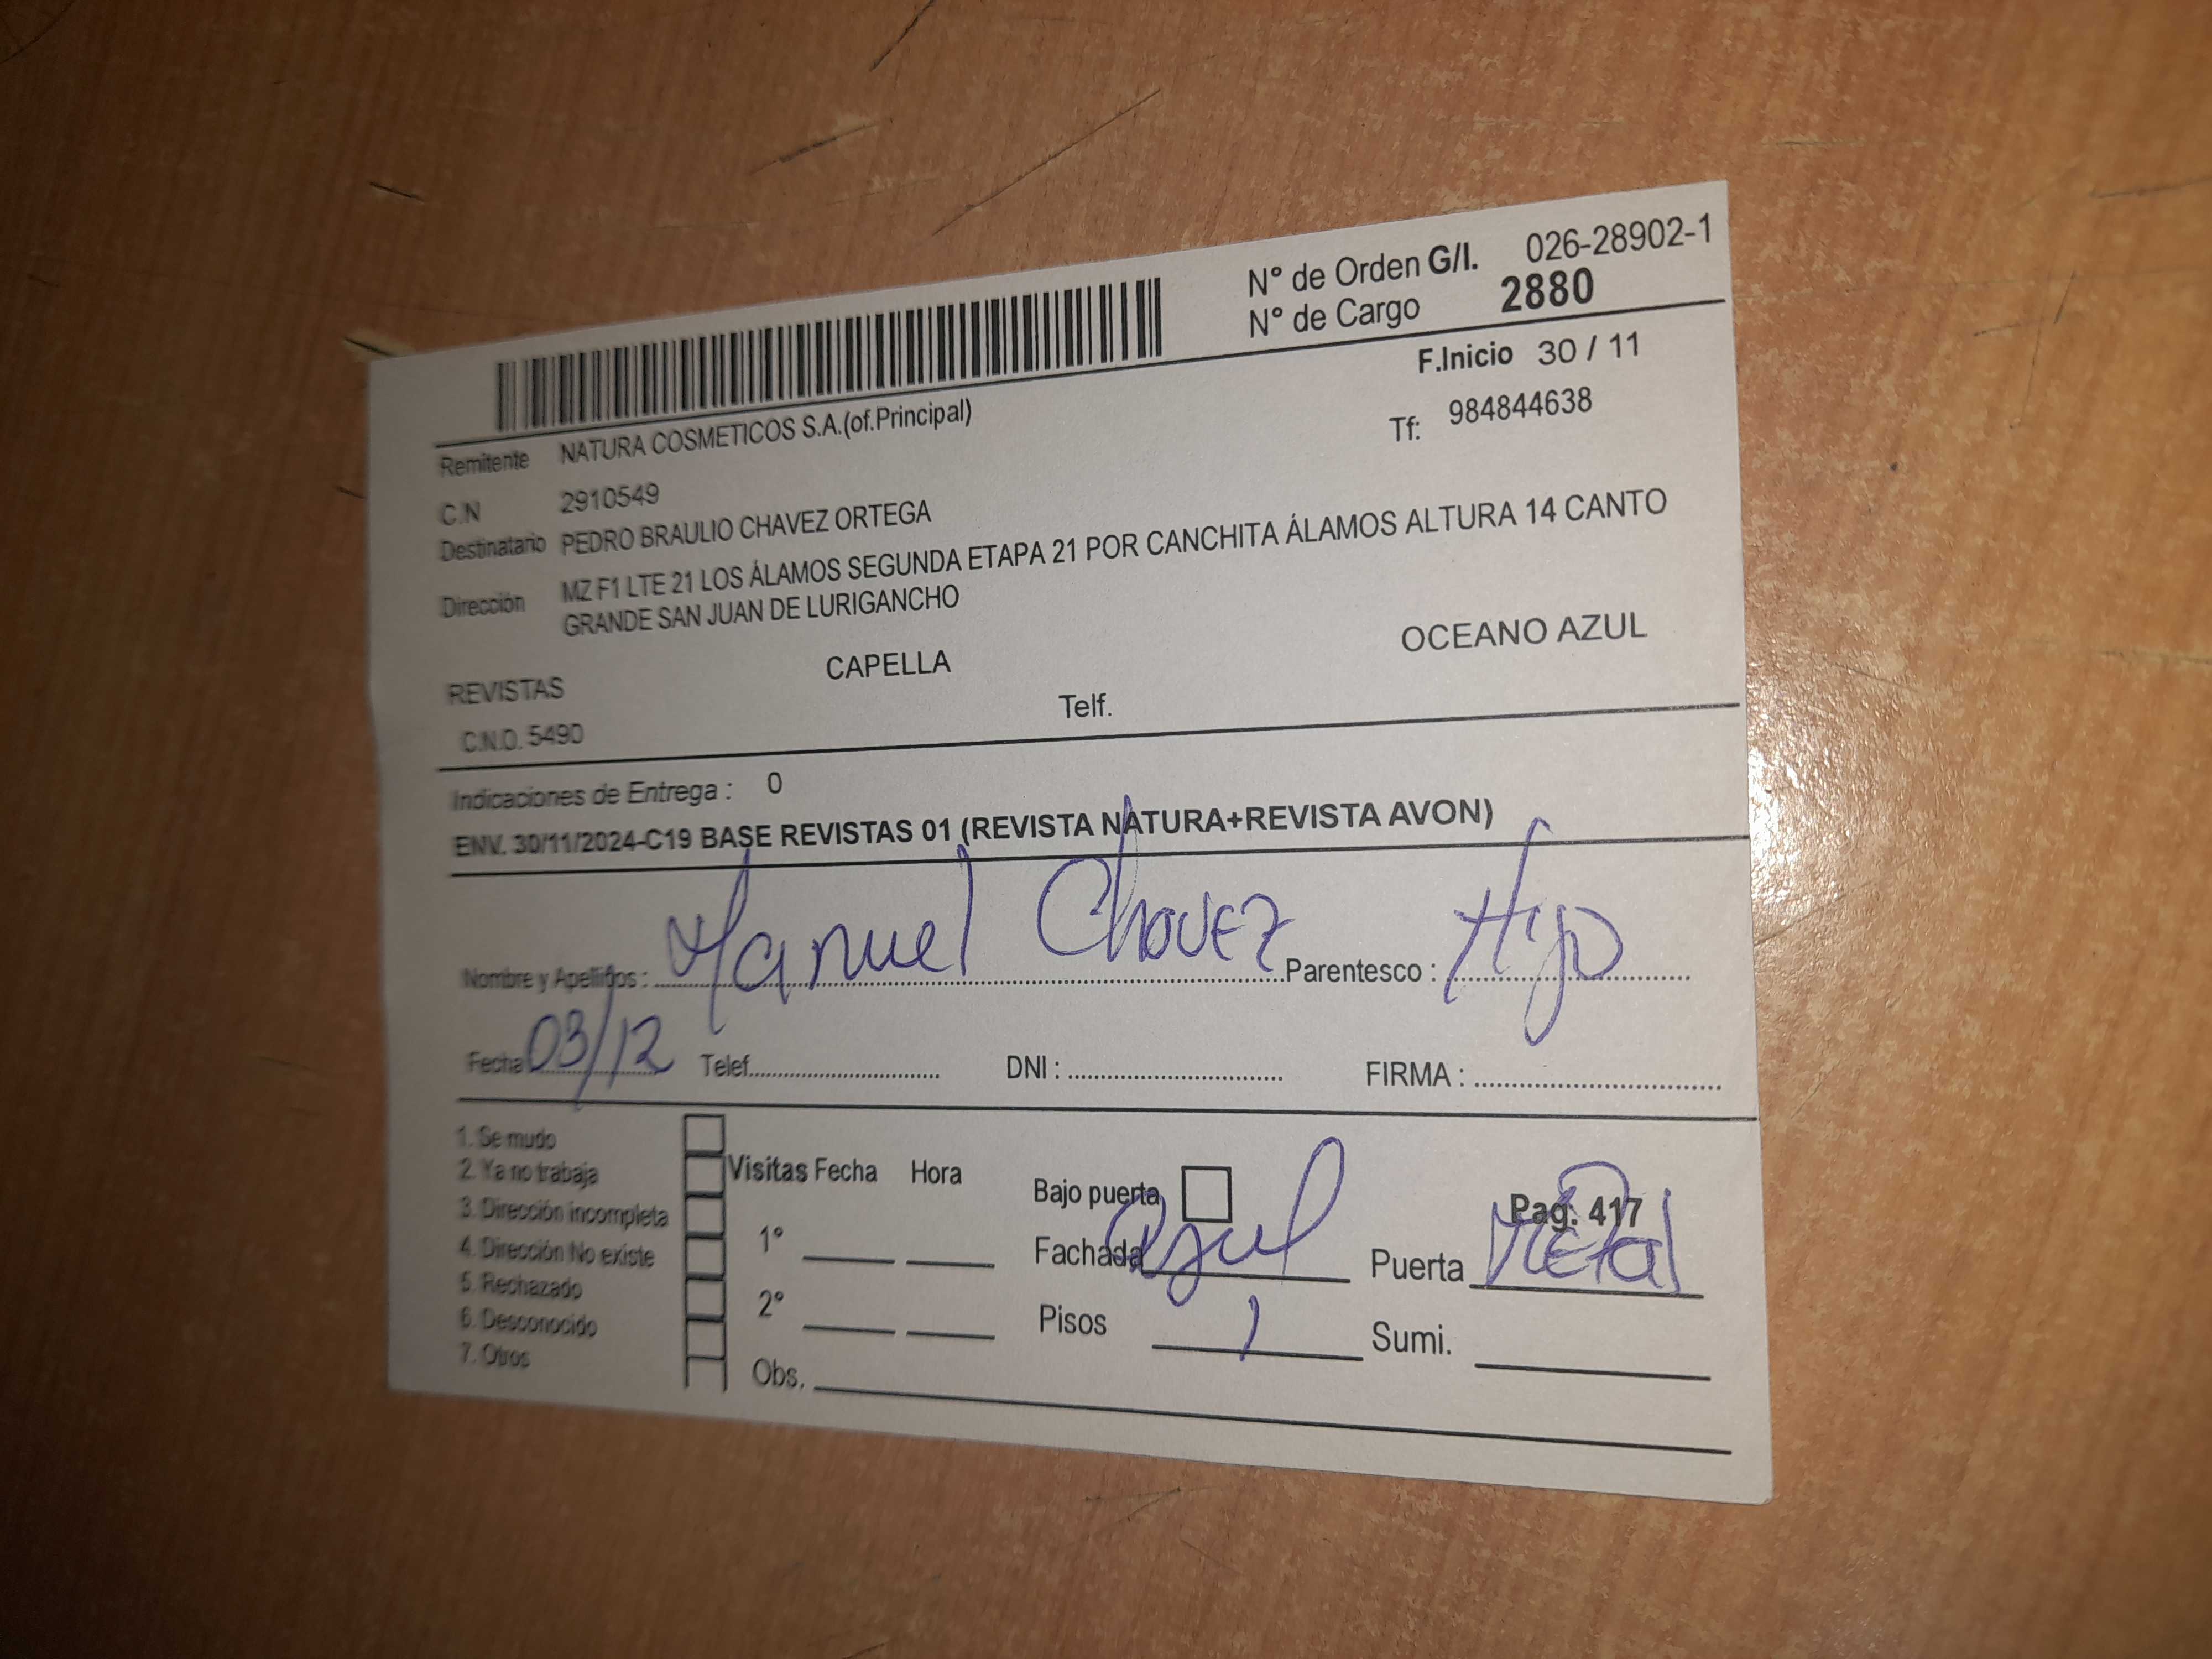 N° de Orden G/I. 026-28902-1
N° de Cargo 2880
F.Inicio 30 / 11
Remitente NATURA COSMETICOS S.A.(of.Principal)
Tf: 984844638
C.N 2910549
Destinatario PEDRO BRAULIO CHAVEZ ORTEGA
Dirección MZ F1 LTE 21 LOS ÁLAMOS SEGUNDA ETAPA 21 POR CANCHITA ÁLAMOS ALTURA 14 CANTO
GRANDE SAN JUAN DE LURIGANCHO
REVISTAS CAPELLA OCEANO AZUL
C.N.D. 5490 Telf.
Indicaciones de Entrega : 0
ENV. 30/11/2024-C19 BASE REVISTAS 01 (REVISTA NATURA+REVISTA AVON)
Nombre y Apellidos : Manuel Chavez Parentesco : Hijo
Fecha 03/12 Telef. DNI : FIRMA :
1. Se mudo
2. Ya no trabaja
3. Dirección incompleta
4. Dirección No existe
5. Rechazado
6. Desconocido
7. Otros
Visitas Fecha Hora
1°
2°
Obs.
Bajo puerta Pag. 417
Fachada Azul Puerta Metal
Pisos 1 Sumi.